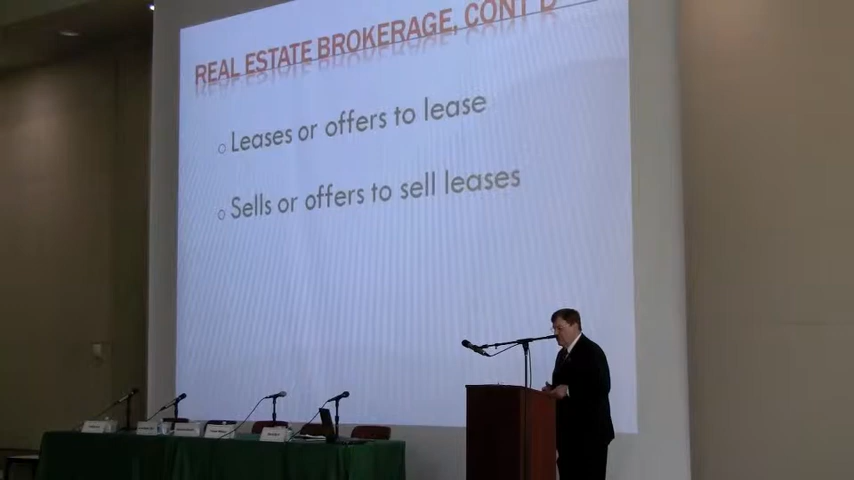 REAL ESTATE BROKERAGE, CONT'D
Leases or offers to lease
Sells or offers to sell leases